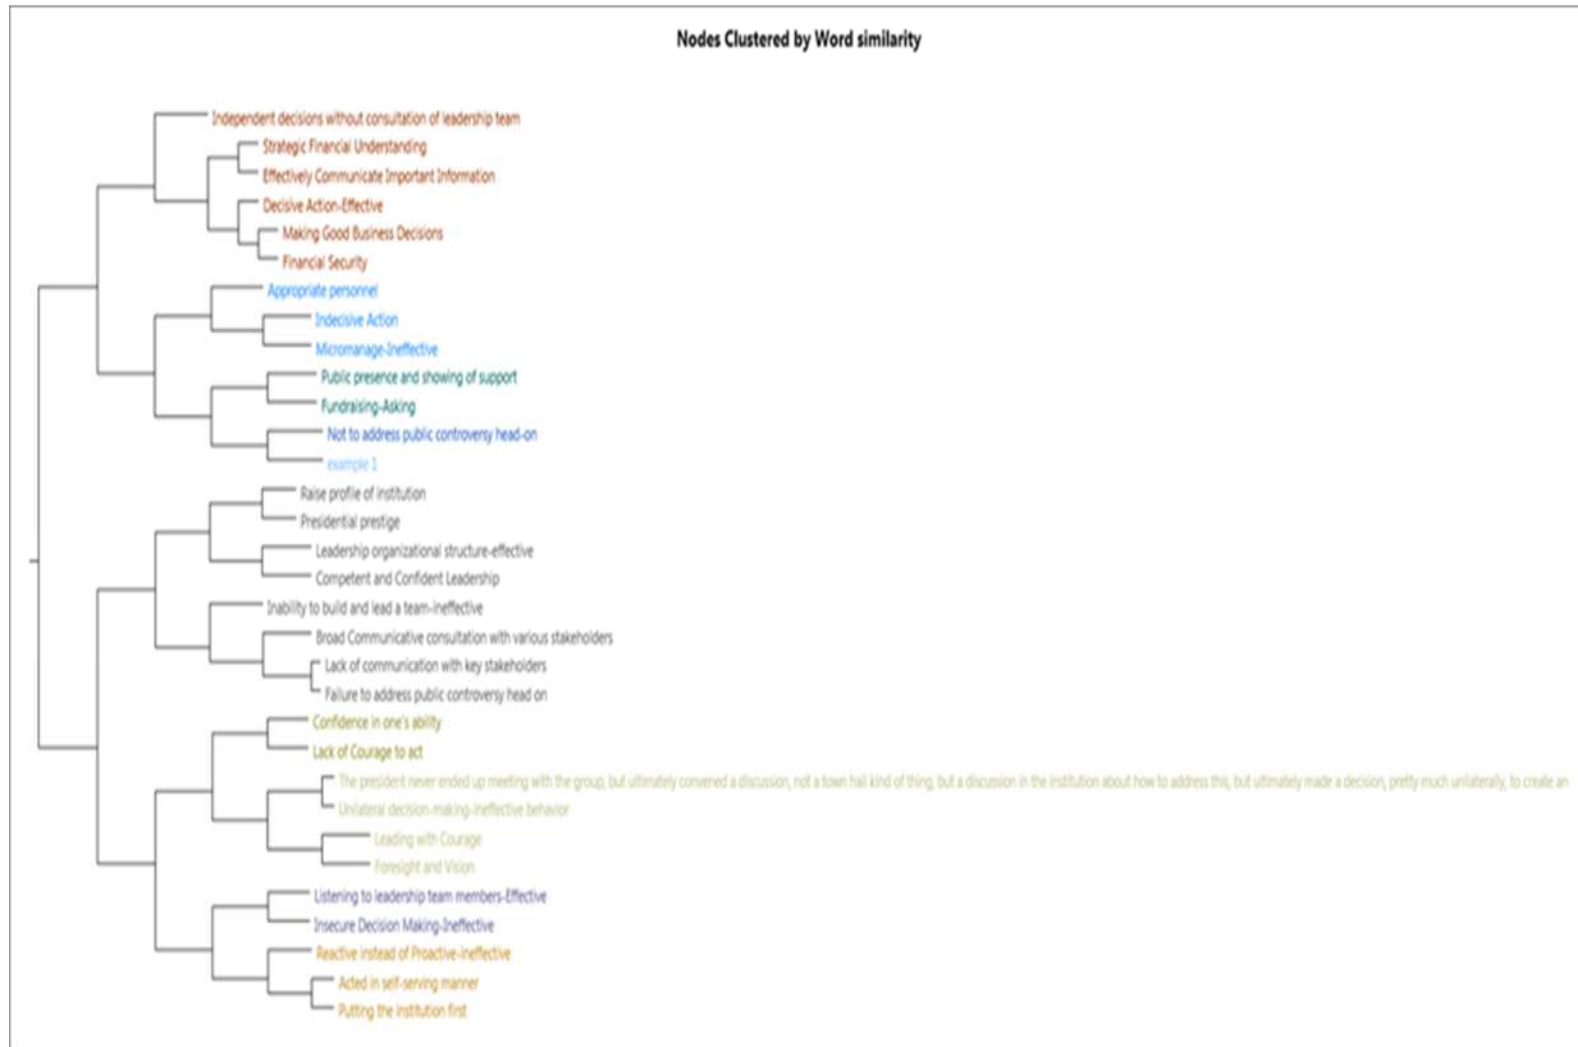 Nodes Clustered by Word similarity
Independent decisions without consultation of leadership team
Strategic Financial Understanding
Effectively Communicate Important Information
Decisive Action-Effective
Making Good Business Decisions
Financial Security
Appropriate personnel
Indecisive Action
Micromanage-Ineffective
Public presence and showing of support
Fundraising-Asking
Not to address public controversy head-on
example 1
Raise profile of institution
Presidential prestige
Leadership organizational structure-effective
Competent and Confident Leadership
Inability to build and lead a team-ineffective
Broad Communicative consultation with various stakeholders
Lack of communication with key stakeholders
Failure to address public controversy head on
Confidence in one's ability
Lack of Courage to act
The president never ended up meeting with the group, but ultimately convened a discussion, not a town hall kind of thing, but a discussion in the institution about how to address this, but ultimately made a decision, pretty much unilaterally, to create an
Unilateral decision-making-ineffective behavior
Leading with Courage
Foresight and Vision
Listening to leadership team members-Effective
Insecure Decision Making-Ineffective
Reactive instead of Proactive-ineffective
Acted in self-serving manner
Putting the institution first